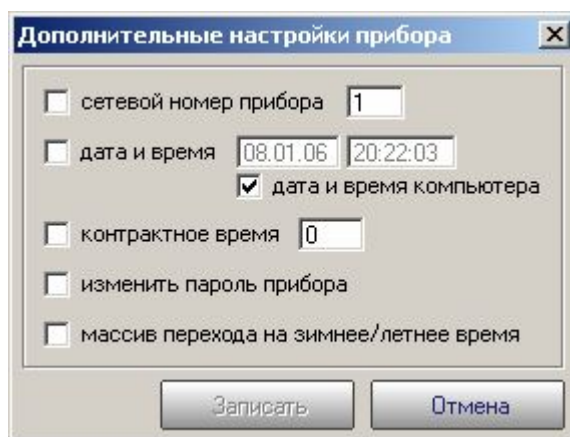 Дополнительные настройки прибора
сетевой номер прибора 1
дата и время 08.01.06 20:22:03
дата и время компьютера
контрактное время 0
изменить пароль прибора
массив перехода на зимнее/летнее время
Записать Отмена